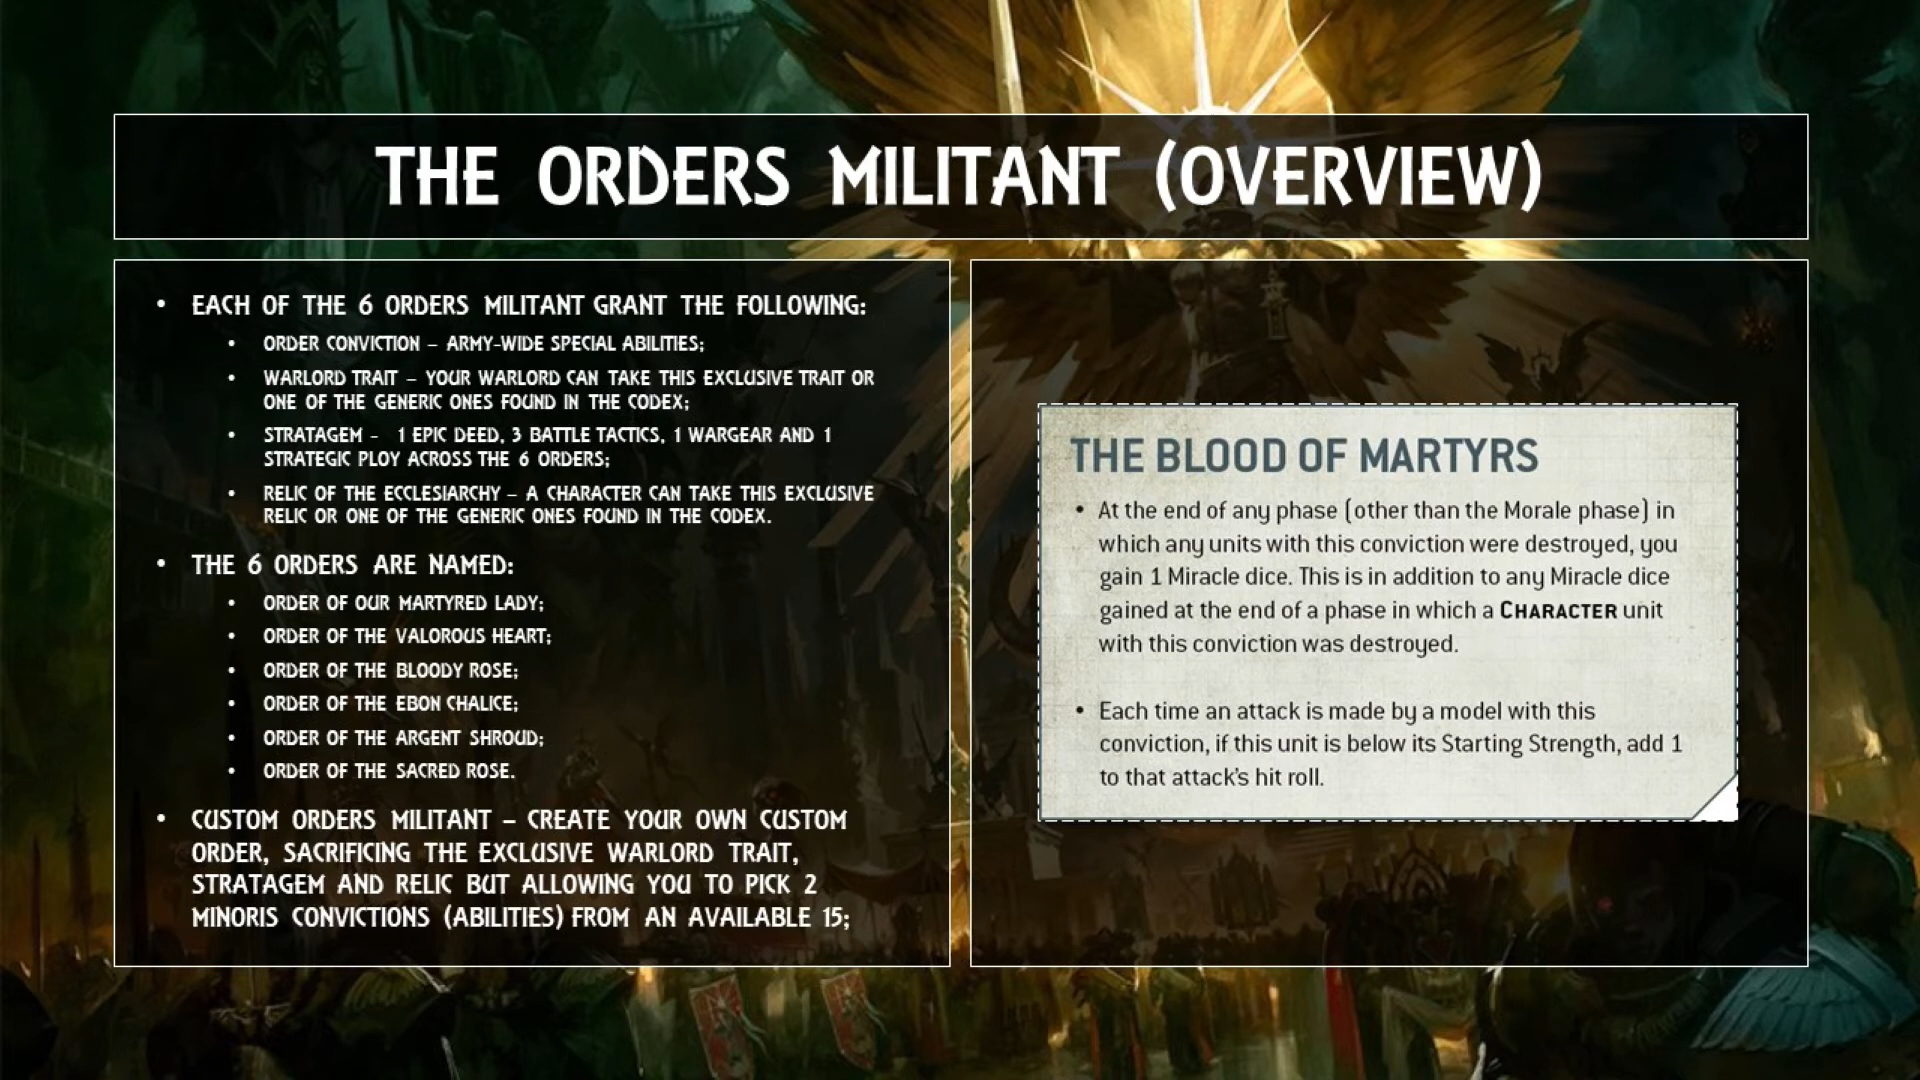 THE ORDERS MILITANT (OVERVIEW)
• EACH OF THE 6 ORDERS MILITANT GRANT THE FOLLOWING:
• ORDER CONVICTION – ARMY-WIDE SPECIAL ABILITIES;
• WARLORD TRAIT – YOUR WARLORD CAN TAKE THIS EXCLUSIVE TRAIT OR
ONE OF THE GENERIC ONES FOUND IN THE CODEX;
• STRATAGEM - 1 EPIC DEED, 3 BATTLE TACTICS, 1 WARGEAR AND 1
STRATEGIC PLOY ACROSS THE 6 ORDERS;
• RELIC OF THE ECCLESIARCHY – A CHARACTER CAN TAKE THIS EXCLUSIVE
RELIC OR ONE OF THE GENERIC ONES FOUND IN THE CODEX.
• THE 6 ORDERS ARE NAMED:
• ORDER OF OUR MARTYRED LADY;
• ORDER OF THE VALOROUS HEART;
• ORDER OF THE BLOODY ROSE;
• ORDER OF THE EBON CHALICE;
• ORDER OF THE ARGENT SHROUD;
• ORDER OF THE SACRED ROSE.
• CUSTOM ORDERS MILITANT – CREATE YOUR OWN CUSTOM
ORDER, SACRIFICING THE EXCLUSIVE WARLORD TRAIT,
STRATAGEM AND RELIC BUT ALLOWING YOU TO PICK 2
MINORIS CONVICTIONS (ABILITIES) FROM AN AVAILABLE 15;
THE BLOOD OF MARTYRS
• At the end of any phase (other than the Morale phase) in
which any units with this conviction were destroyed, you
gain 1 Miracle dice. This is in addition to any Miracle dice
gained at the end of a phase in which a CHARACTER unit
with this conviction was destroyed.
• Each time an attack is made by a model with this
conviction, if this unit is below its Starting Strength, add 1
to that attack's hit roll.